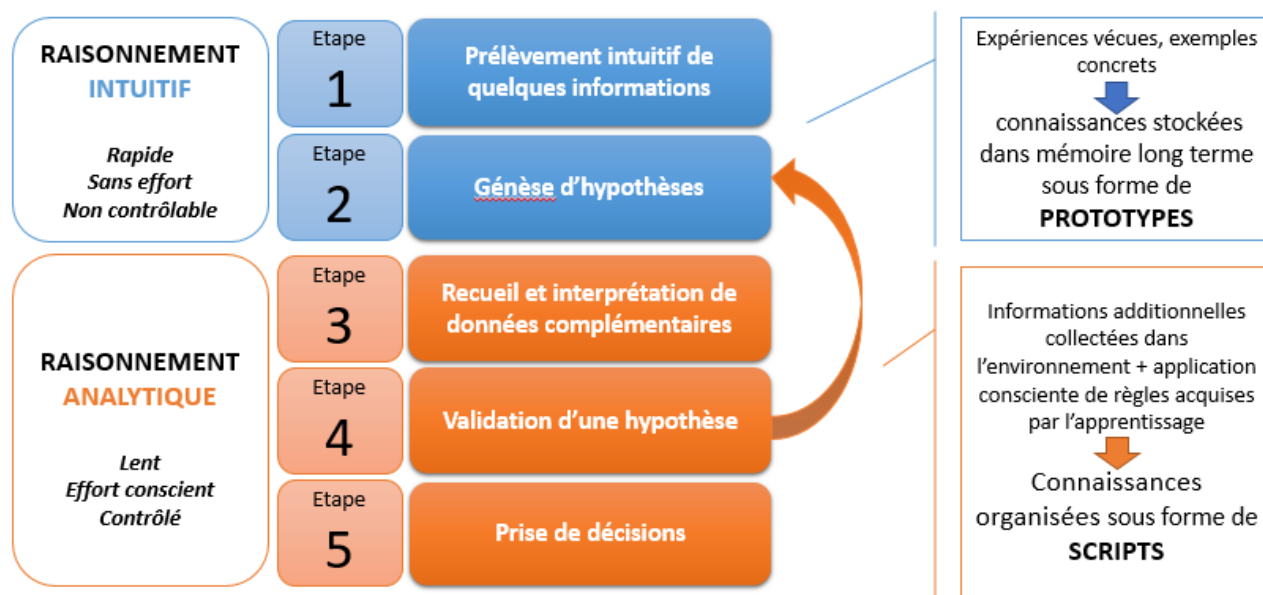 RAISONNEMENT
INTUITIF
Rapide
Sans effort
Non contrôlable
Etape
1
Prélèvement intuitif de
quelques informations
Etape
2
Génèse d'hypothèses
Expériences vécues, exemples
concrets
connaissances stockées
dans mémoire long terme
sous forme de
PROTOTYPES
RAISONNEMENT
ANALYTIQUE
Lent
Effort conscient
Contrôlé
Etape
3
Recueil et interprétation de
données complémentaires
Etape
4
Validation d'une hypothèse
Etape
5
Prise de décisions
Informations additionnelles
collectées dans
l'environnement + application
consciente de règles acquises
par l'apprentissage
Connaissances
organisées sous forme de
SCRIPTS